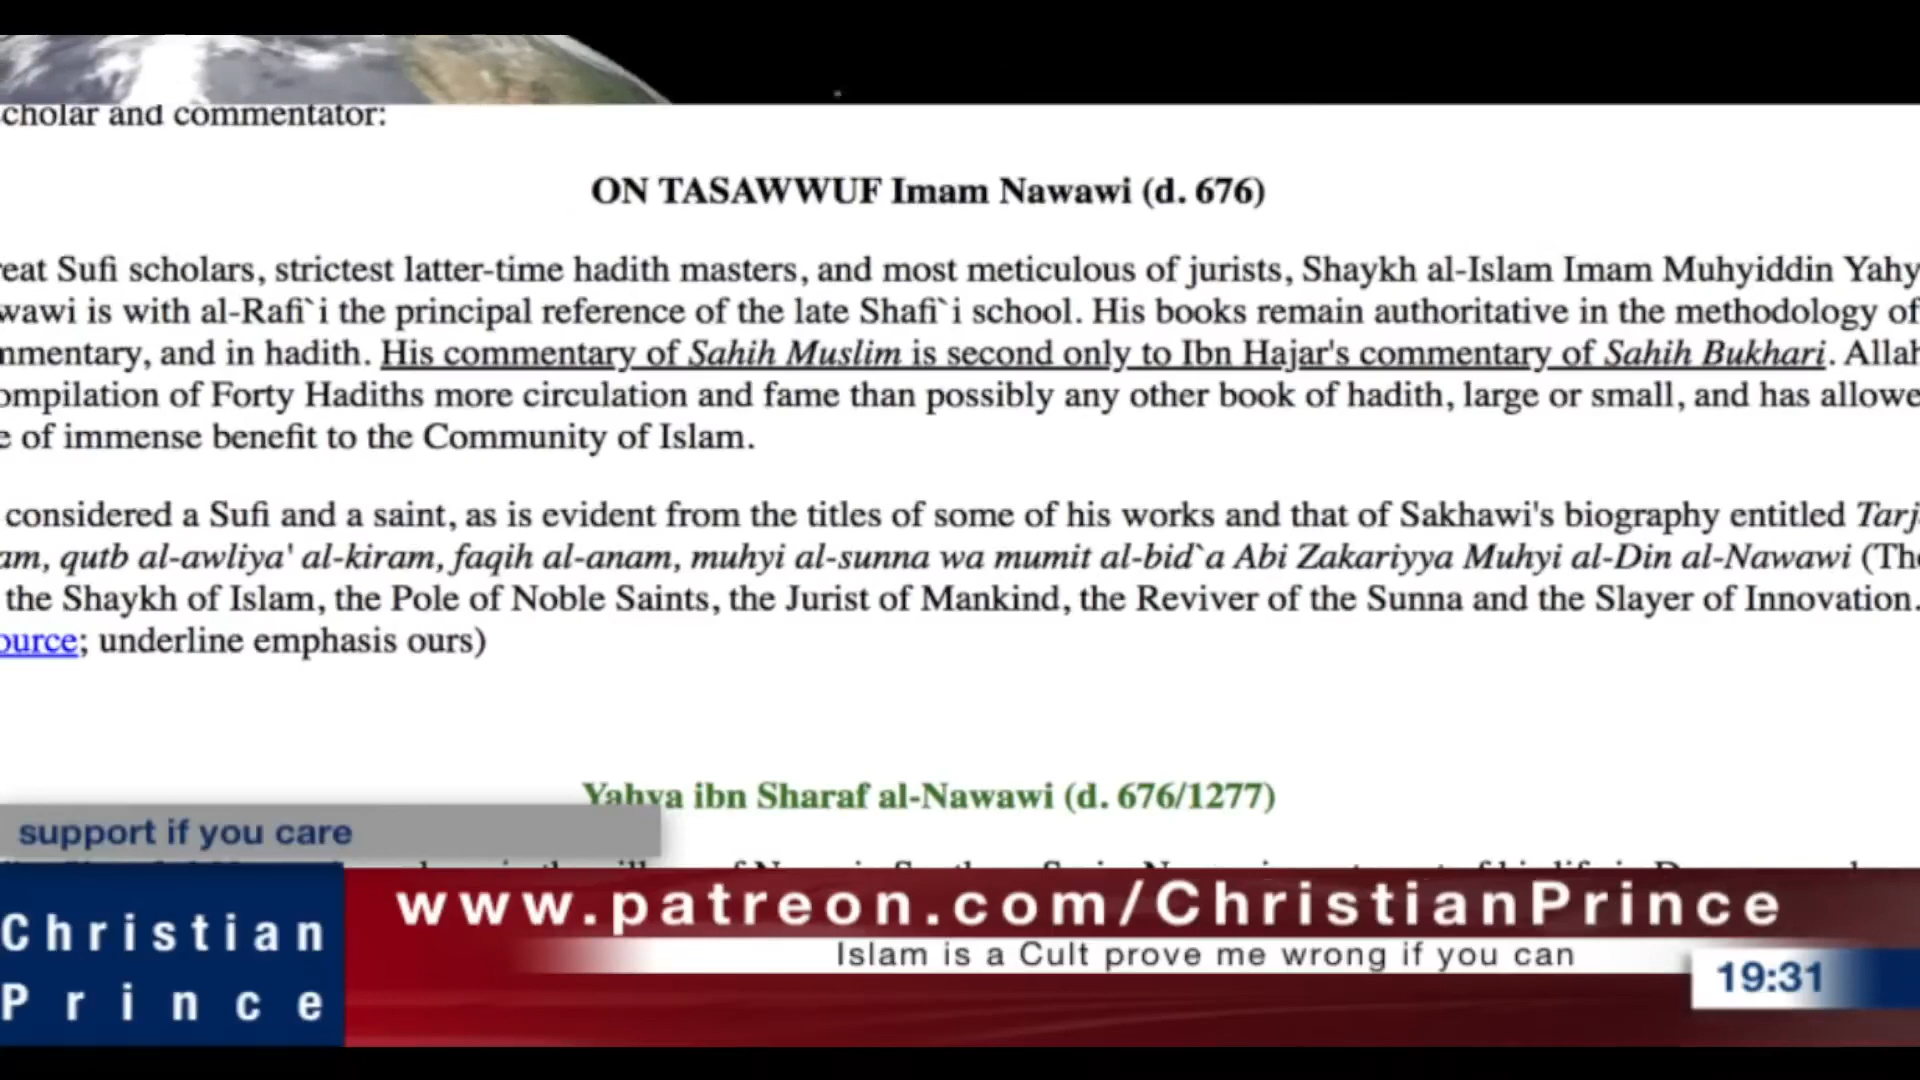 cholar and commentator:
ON TASAWWUF Imam Nawawi (d. 676)
eat Sufi scholars, strictest latter-time hadith masters, and most meticulous of jurists, Shaykh al-Islam Imam Muhyiddin Yahy
wawi is with al-Rafi`i the principal reference of the late Shafi`i school. His books remain authoritative in the methodology of
mmentary, and in hadith. His commentary of Sahih Muslim is second only to Ibn Hajar's commentary of Sahih Bukhari. Allah
ompilation of Forty Hadiths more circulation and fame than possibly any other book of hadith, large or small, and has allowe
e of immense benefit to the Community of Islam.
considered a Sufi and a saint, as is evident from the titles of some of his works and that of Sakhawi's biography entitled Tarj
am, qutb al-awliya' al-kiram, faqih al-anam, muhyi al-sunna wa mumit al-bid`a Abi Zakariyya Muhyi al-Din al-Nawawi (The
the Shaykh of Islam, the Pole of Noble Saints, the Jurist of Mankind, the Reviver of the Sunna and the Slayer of Innovation.
ource; underline emphasis ours)
Yahya ibn Sharaf al-Nawawi (d. 676/1277)
support if you care
Christian
Prince
www.patreon.com/ChristianPrince
Islam is a Cult prove me wrong if you can
19:31